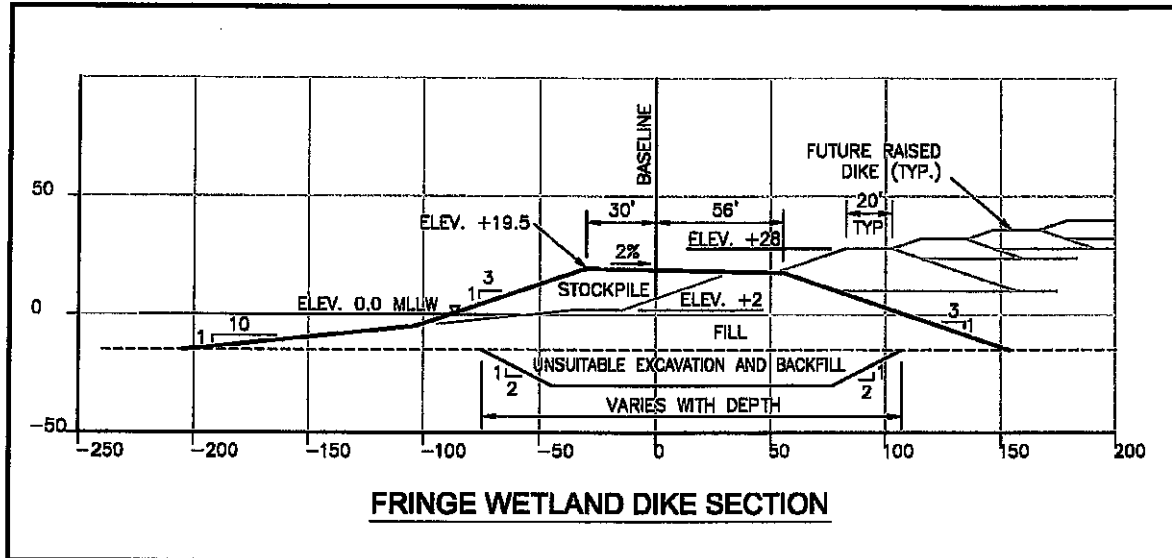 BASELINE
FUTURE RAISED
DIKE (TYP.)
50
30'
56'
20'
TYP
ELEV. +19.5
ELEV. +28
2%
3
1
STOCKPILE
ELEV. 0.0 MLLW
ELEV. +2
0
10
1
FILL
3
1
UNSUITABLE EXCAVATION AND BACKFILL
1
2
1
2
VARIES WITH DEPTH
-50
-250
-200
-150
-100
-50
0
50
100
150
200
FRINGE WETLAND DIKE SECTION